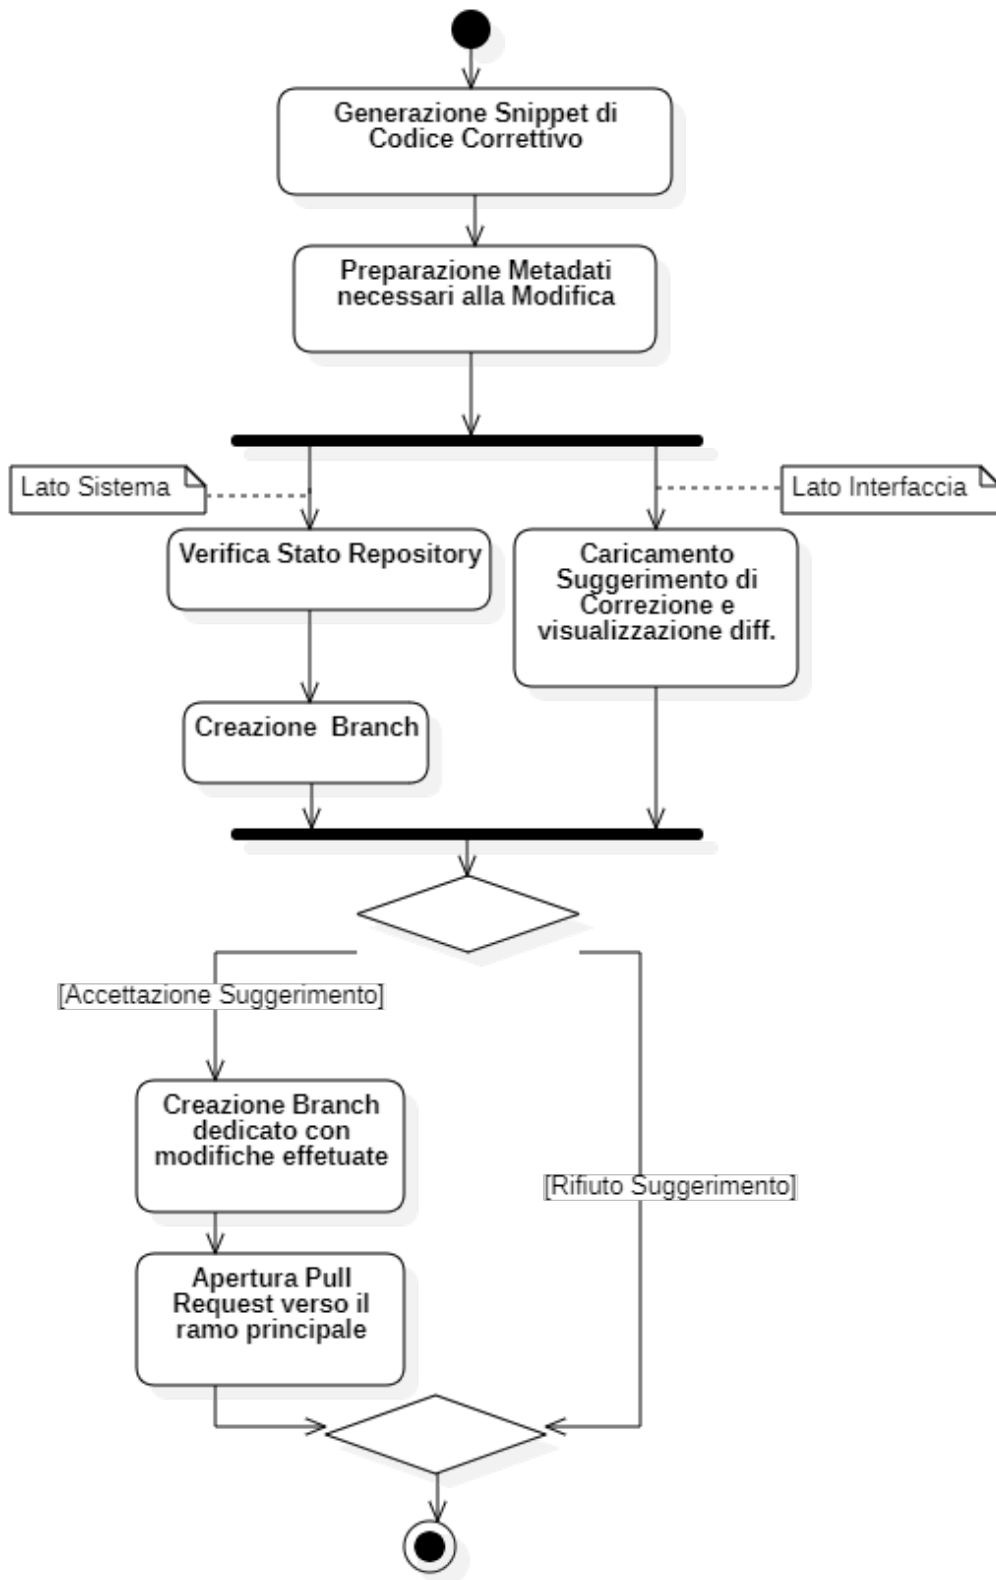 Generazione Snippet di
Codice Correttivo
Preparazione Metadati
necessari alla Modifica
Lato Sistema
Lato Interfaccia
Verifica Stato Repository
Caricamento
Suggerimento di
Correzione e
visualizzazione diff.
Creazione  Branch
[Accettazione Suggerimento]
Creazione Branch
dedicato con
modifiche effetuate
[Rifiuto Suggerimento]
Apertura Pull
Request verso il
ramo principale